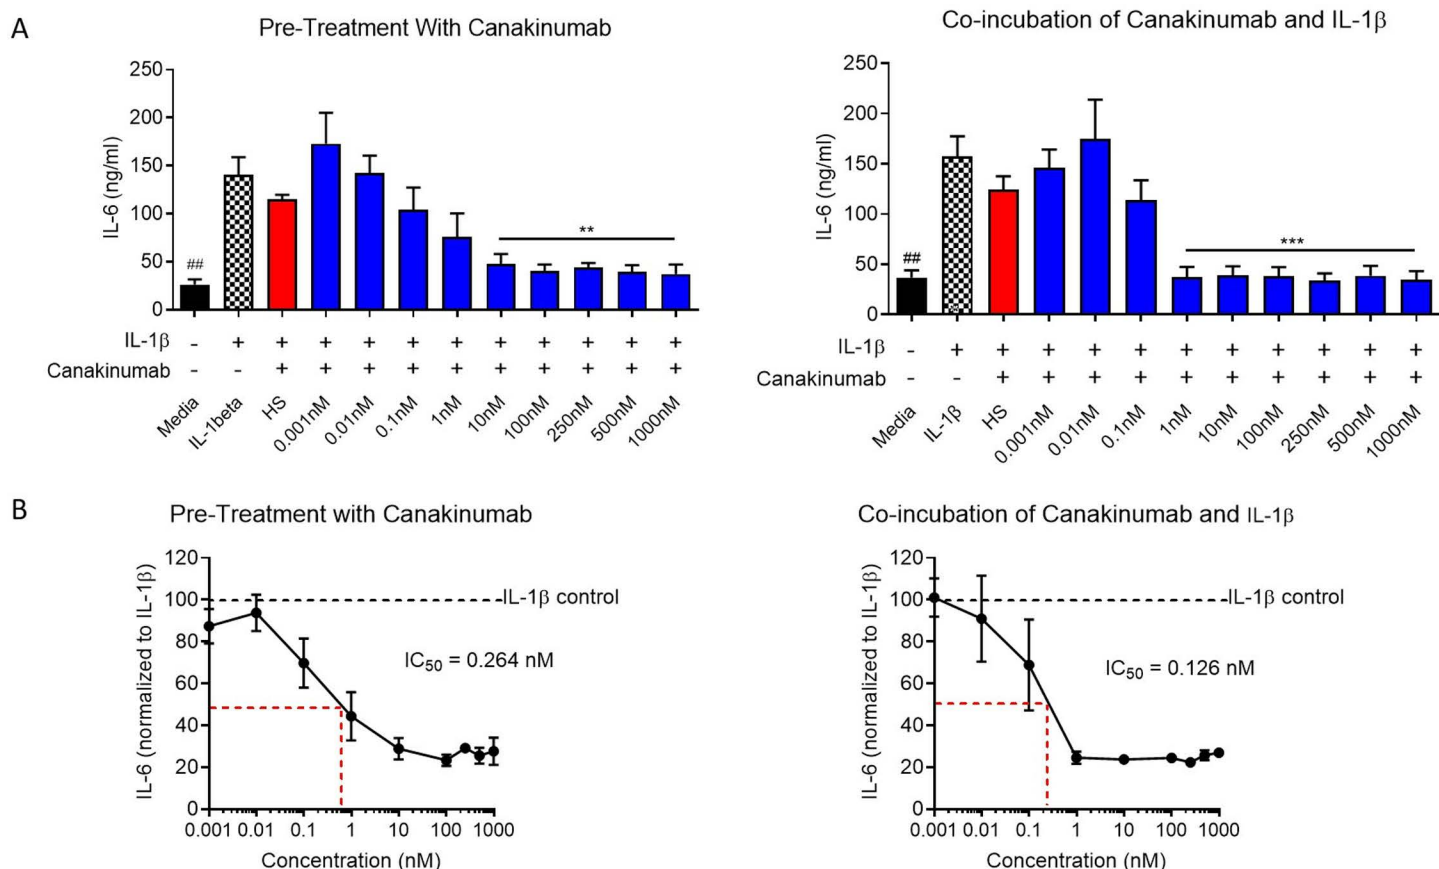 A
Pre-Treatment With Canakinumab
IL-6 (ng/ml)
250
200
150
100
50
0
##
**
IL-1β - + + + + + + + + + + +
Canakinumab - - + + + + + + + + + +
Media IL-1beta HS 0.001nM 0.01nM 0.1nM 1nM 10nM 100nM 250nM 500nM 1000nM
Co-incubation of Canakinumab and IL-1β
IL-6 (ng/ml)
250
200
150
100
50
0
##
***
IL-1β - + + + + + + + + + + +
Canakinumab - - + + + + + + + + + +
Media IL-1β HS 0.001nM 0.01nM 0.1nM 1nM 10nM 100nM 250nM 500nM 1000nM
B
Pre-Treatment with Canakinumab
IL-6 (normalized to IL-1β)
120
100
80
60
40
20
0
IL-1β control
IC50 = 0.264 nM
0.001 0.01 0.1 1 10 100 1000
Concentration (nM)
Co-incubation of Canakinumab and IL-1β
IL-6 (normalized to IL-1β)
120
100
80
60
40
20
0
IL-1β control
IC50 = 0.126 nM
0.001 0.01 0.1 1 10 100 1000
Concentration (nM)